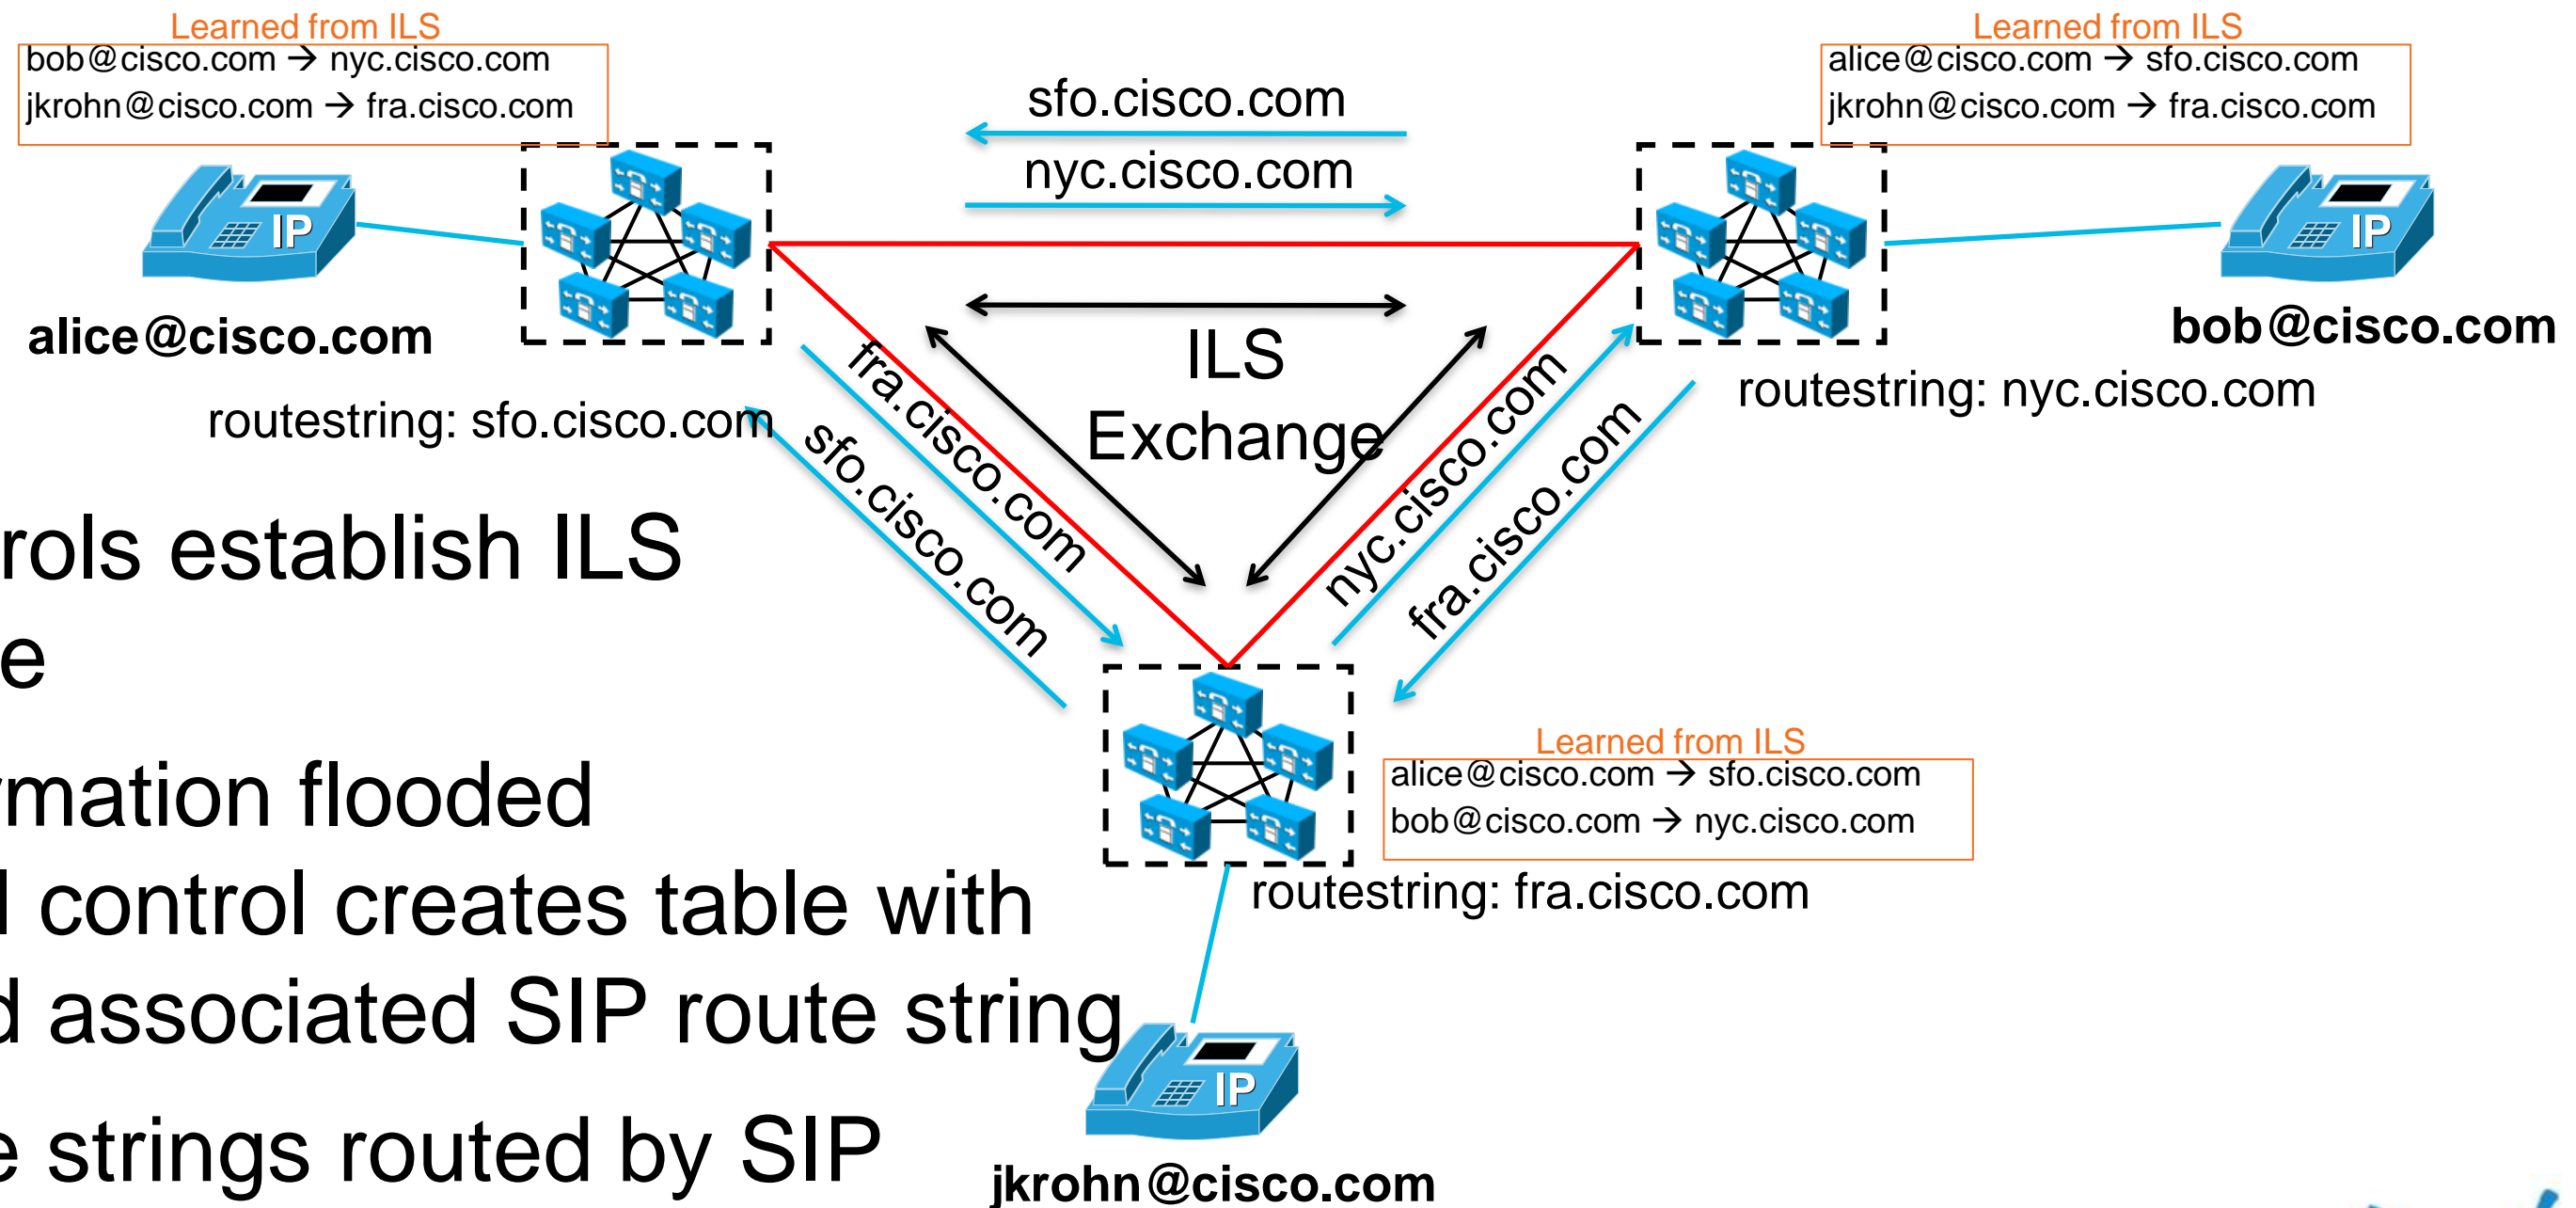 Learned from ILS
bob@cisco.com → nyc.cisco.com
jkrohn@cisco.com → fra.cisco.com
Learned from ILS
alice@cisco.com → sfo.cisco.com
jkrohn@cisco.com → fra.cisco.com
sfo.cisco.com
nyc.cisco.com
IP
IP
alice@cisco.com
bob@cisco.com
routestring: sfo.cisco.com
routestring: nyc.cisco.com
ILS
Exchange
fra.cisco.com
sfo.cisco.com
nyc.cisco.com
fra.cisco.com
rols establish ILS
e
rmation flooded
l control creates table with
d associated SIP route string
e strings routed by SIP
Learned from ILS
alice@cisco.com → sfo.cisco.com
bob@cisco.com → nyc.cisco.com
routestring: fra.cisco.com
IP
jkrohn@cisco.com